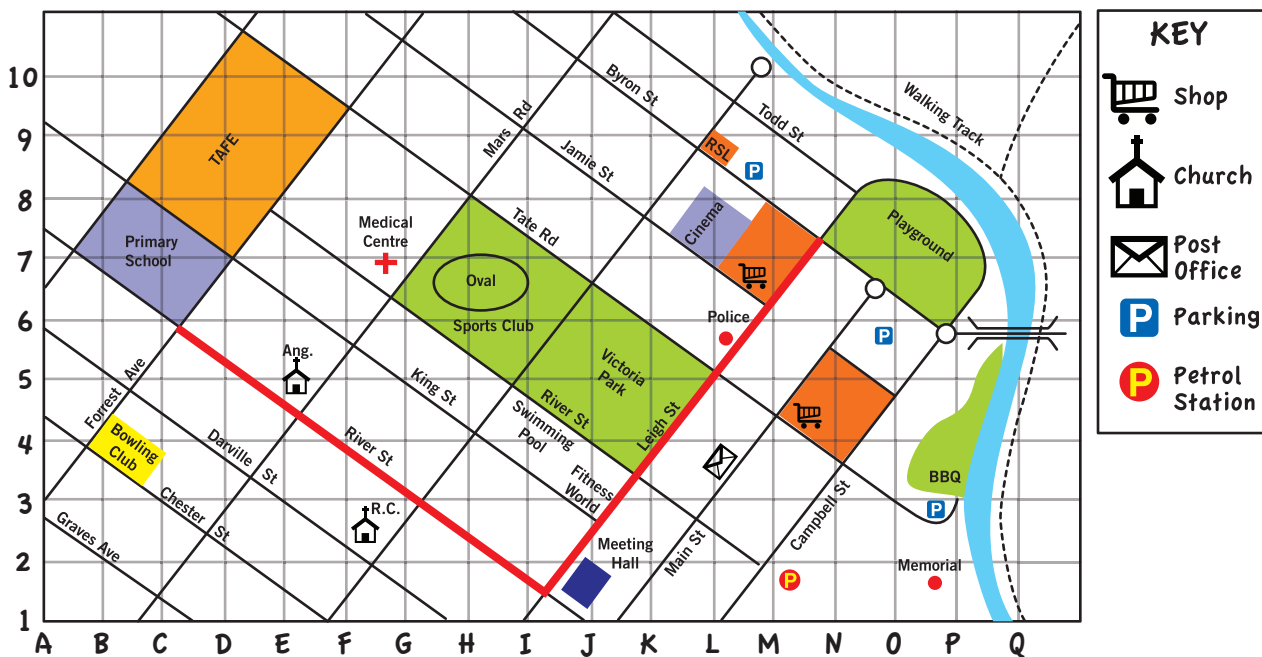 10
9
8
7
6
5
4
3
2
1
A B C D E F G H I J K L M N O P Q
Byron St
Todd St
Walking Track
Mars Rd
Jamie St
RSL
P
TAFE
Medical
Centre
Tate Rd
Cinema
Playground
Primary
School
Oval
Sports Club
Police
P
Ang.
Victoria
Park
Forrest Ave
King St
River St
Swimming
Pool
Leigh St
Bowling
Club
Darville St
River St
Fitness
World
BBQ
P
R.C.
Chester St
Graves Ave
Meeting
Hall
Main St
Campbell St
P
Memorial
KEY
Shop
Church
Post
Office
P Parking
P Petrol
Station